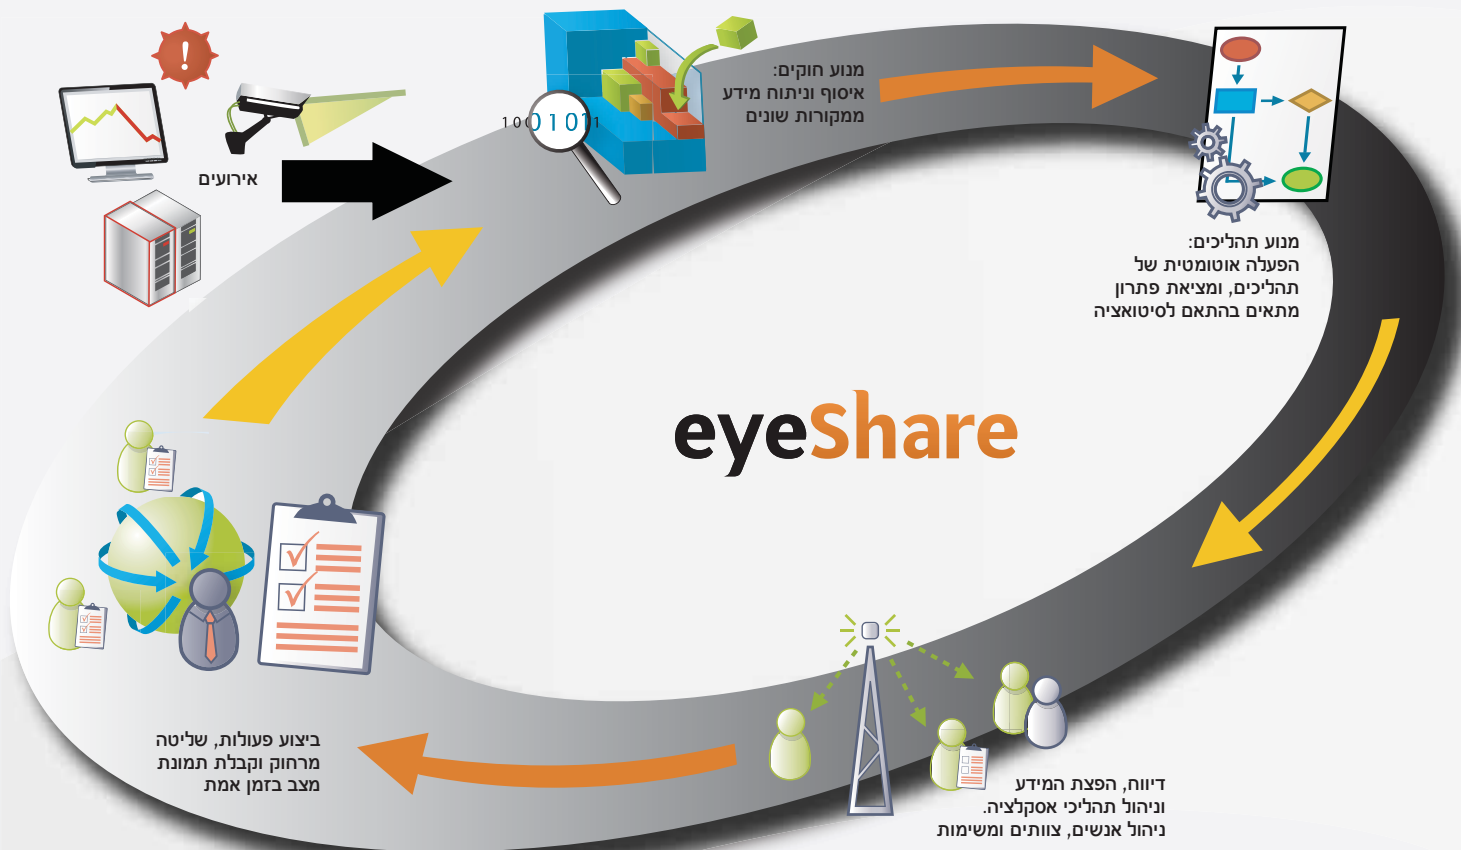 אירועים
100101011
מנוע חוקים:
איסוף וניתוח מידע
ממקורות שונים
מנוע תהליכים:
הפעלה אוטומטית של
תהליכים, ומציאת פתרון
מתאים בהתאם לסיטואציה
eyeShare
דיווח, הפצת המידע
וניהול תהליכי אסקלציה.
ניהול אנשים, צוותים ומשימות
ביצוע פעולות, שליטה
מרחוק וקבלת תמונת
מצב בזמן אמת